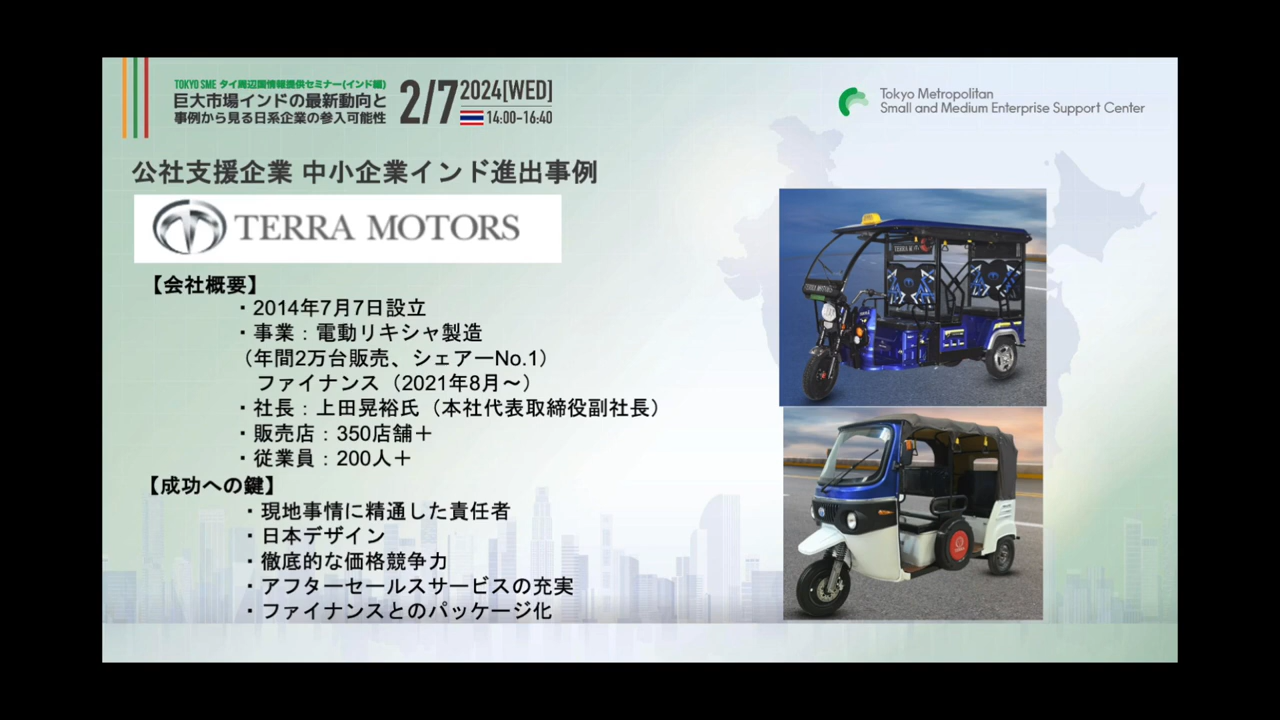 TOKYO SME タイ周辺国情報提供セミナー(インド編)
巨大市場インドの最新動向と
事例から見る日系企業の参入可能性
2/7 2024[WED]
14:00-16:40
Tokyo Metropolitan
Small and Medium Enterprise Support Center
公社支援企業 中小企業インド進出事例
TERRA MOTORS
【会社概要】
・2014年7月7日設立
・事業：電動リキシャ製造
（年間2万台販売、シェアーNo.1）
ファイナンス（2021年8月〜）
・社長：上田晃裕氏（本社代表取締役副社長）
・販売店：350店舗＋
・従業員：200人＋
【成功への鍵】
・現地事情に精通した責任者
・日本デザイン
・徹底的な価格競争力
・アフターセールスサービスの充実
・ファイナンスとのパッケージ化
TERRA MOTORS